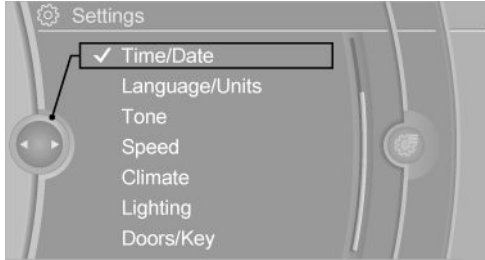 Settings
Time/Date
Language/Units
Tone
Speed
Climate
Lighting
Doors/Key